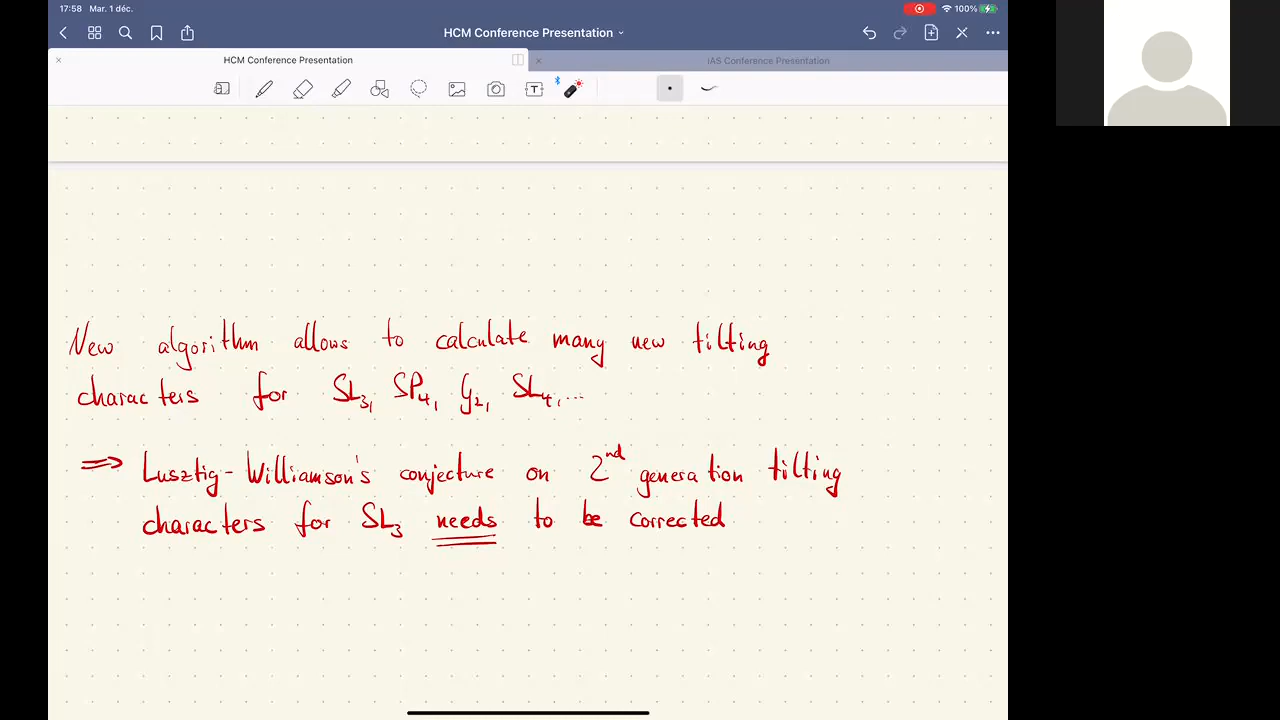 17:58 Mar. 1 déc.
100%
HCM Conference Presentation
HCM Conference Presentation
IAS Conference Presentation
T
New algorithm allows to calculate many new tilting
characters for SL3, SP4, G2, SL4,...
⇒ Lusztig-Williamson's conjecture on 2nd generation tilting
characters for SL3 needs to be corrected